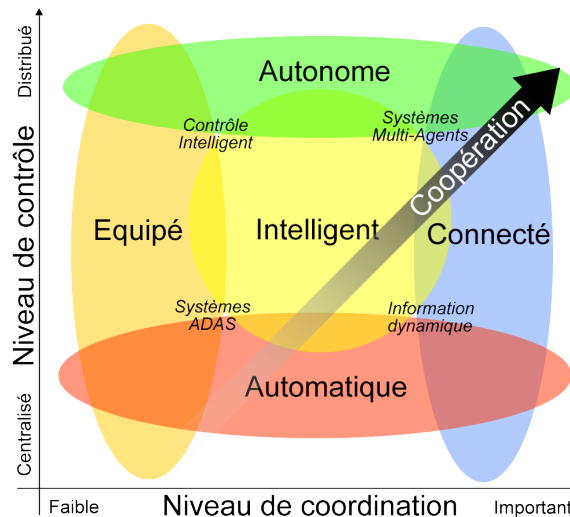 Distribué
Niveau de contrôle
Centralisé
Autonome
Contrôle
Intelligent
Systèmes
Multi-Agents
Coopération
Equipé
Intelligent
Connecté
Systèmes
ADAS
Information
dynamique
Automatique
Faible
Niveau de coordination
Important